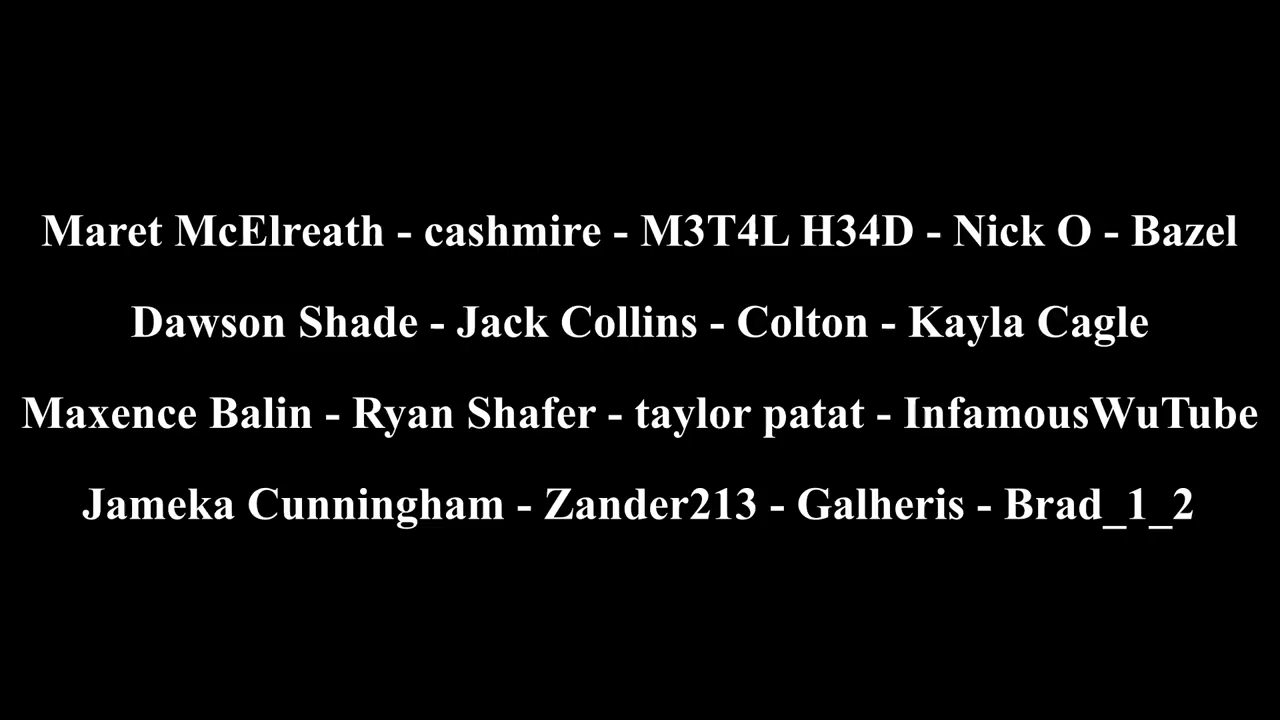 Maret McElreath - cashmire - M3T4L H34D - Nick O - Bazel
Dawson Shade - Jack Collins - Colton - Kayla Cagle
Maxence Balin - Ryan Shafer - taylor patat - InfamousWuTube
Jameka Cunningham - Zander213 - Galheris - Brad_1_2